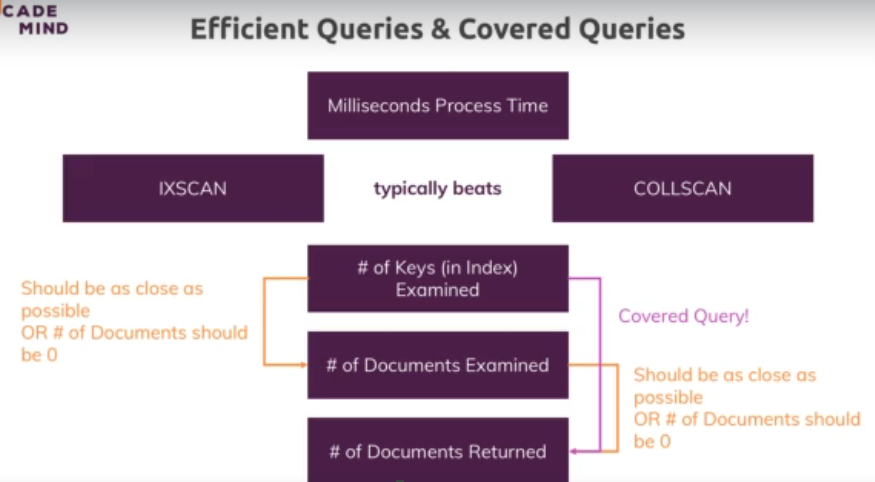 CADE
MIND
Efficient Queries & Covered Queries
Milliseconds Process Time
IXSCAN
typically beats
COLLSCAN
# of Keys (in Index)
Examined
Should be as close as
possible
OR # of Documents should
be 0
Covered Query!
# of Documents Examined
Should be as close as
possible
OR # of Documents should
be 0
# of Documents Returned